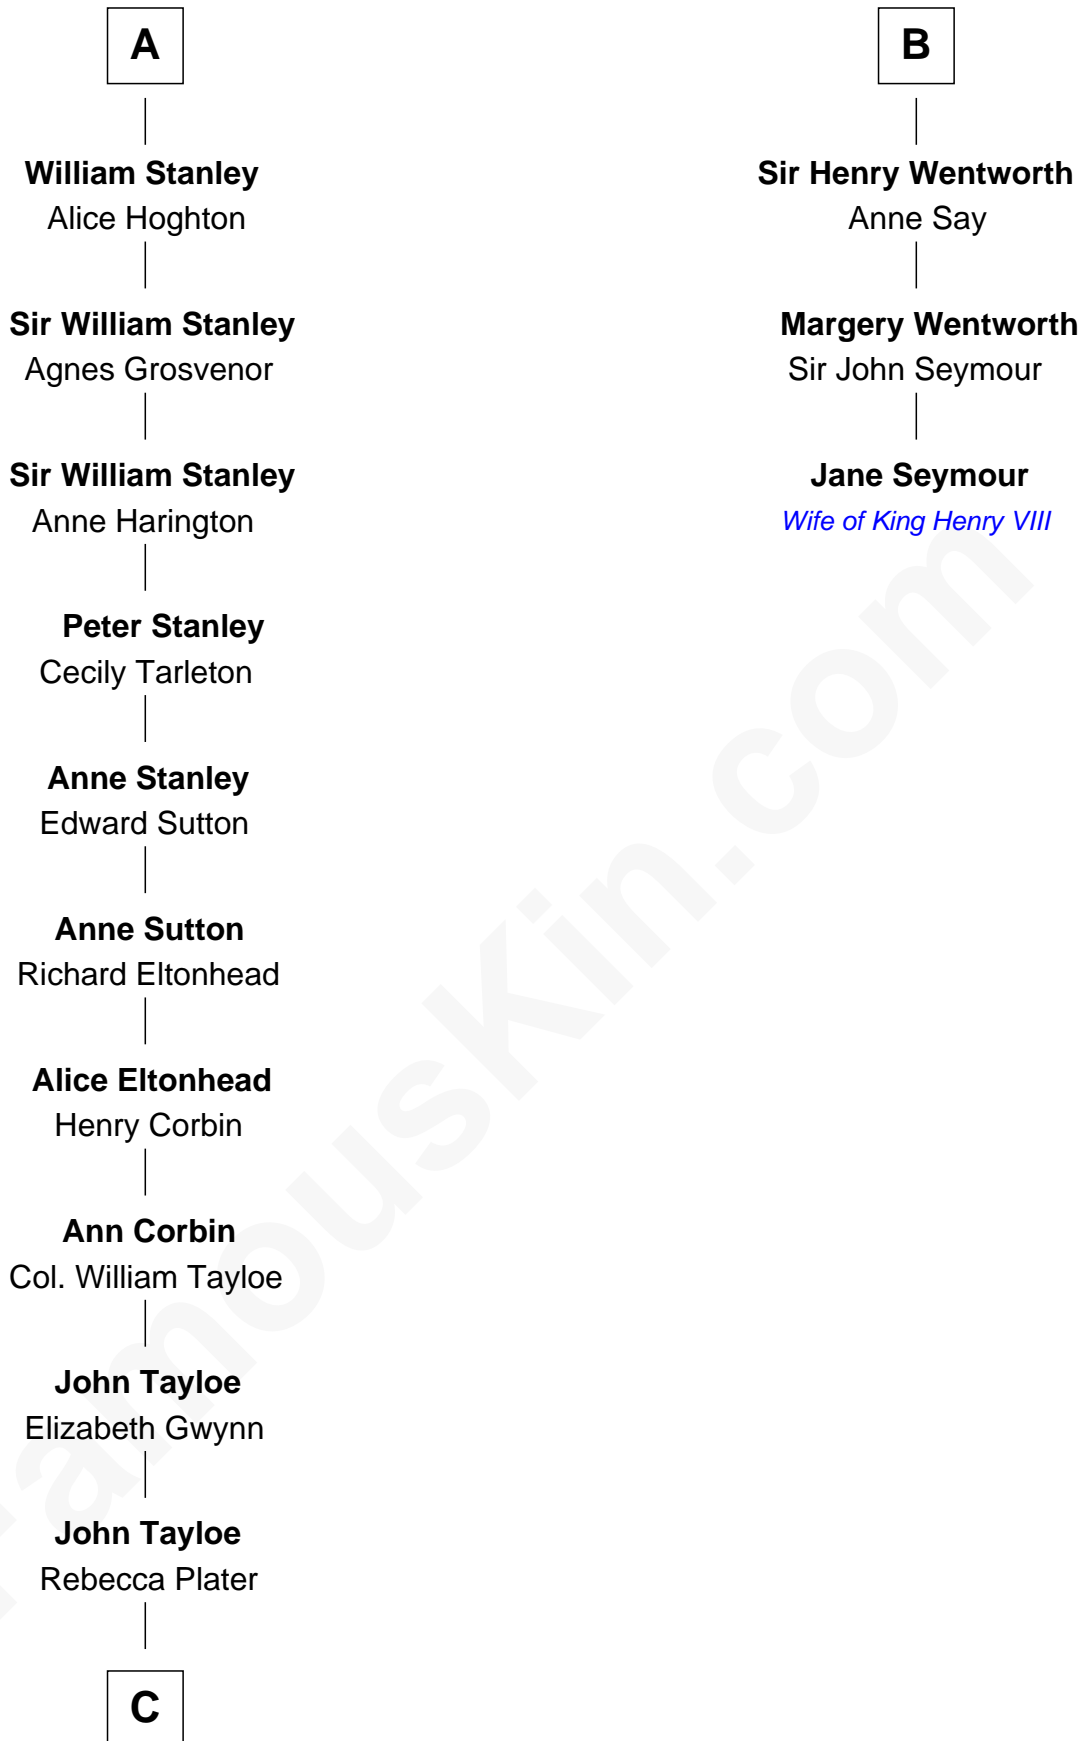 A
William Stanley
Alice Hoghton
Sir William Stanley
Agnes Grosvenor
Sir William Stanley
Anne Harington
Peter Stanley
Cecily Tarleton
Anne Stanley
Edward Sutton
Anne Sutton
Richard Eltonhead
Alice Eltonhead
Henry Corbin
Ann Corbin
Col. William Tayloe
John Tayloe
Elizabeth Gwynn
John Tayloe
Rebecca Plater
C
B
Sir Henry Wentworth
Anne Say
Margery Wentworth
Sir John Seymour
Jane Seymour
Wife of King Henry VIII
FamousKin.com